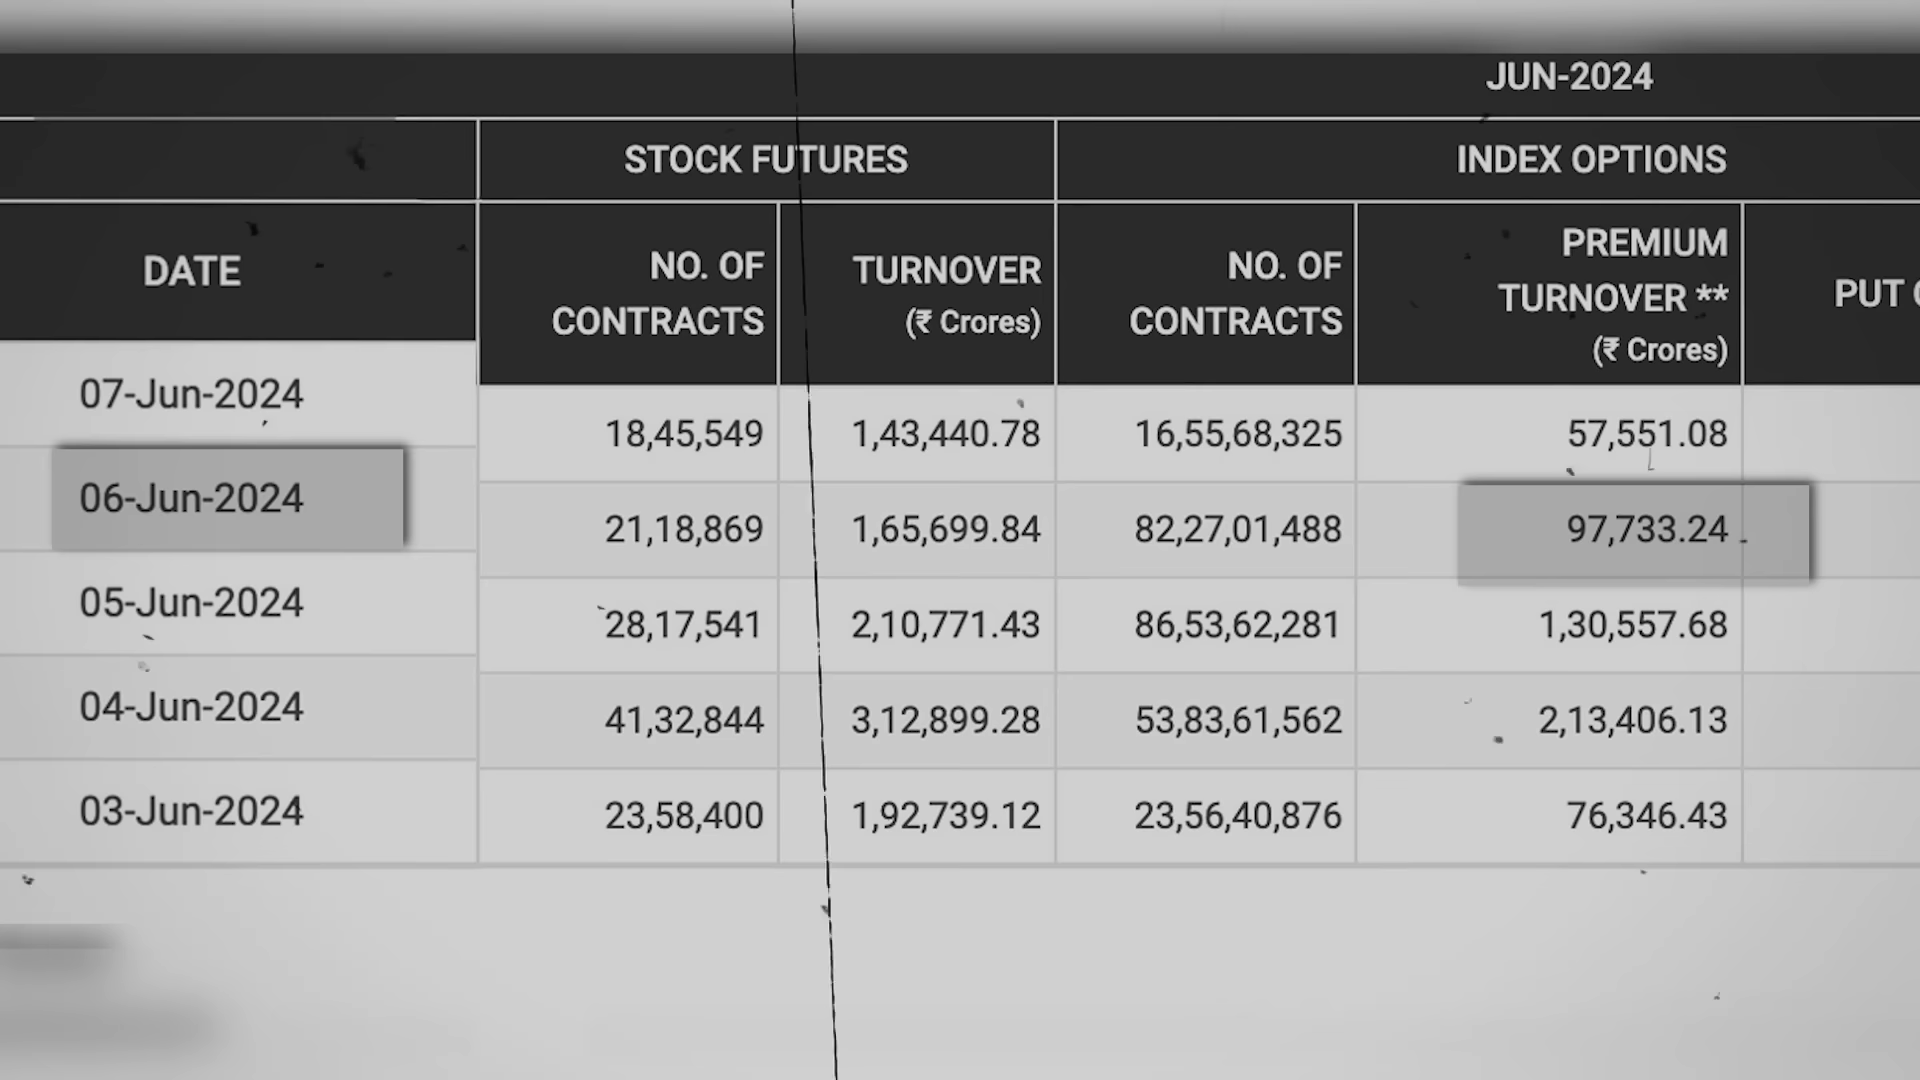 JUN-2024
STOCK FUTURES INDEX OPTIONS
DATE NO. OF CONTRACTS TURNOVER (₹ Crores) NO. OF CONTRACTS PREMIUM TURNOVER ** (₹ Crores) PUT
07-Jun-2024 18,45,549 1,43,440.78 16,55,68,325 57,551.08
06-Jun-2024 21,18,869 1,65,699.84 82,27,01,488 97,733.24
05-Jun-2024 28,17,541 2,10,771.43 86,53,62,281 1,30,557.68
04-Jun-2024 41,32,844 3,12,899.28 53,83,61,562 2,13,406.13
03-Jun-2024 23,58,400 1,92,739.12 23,56,40,876 76,346.43